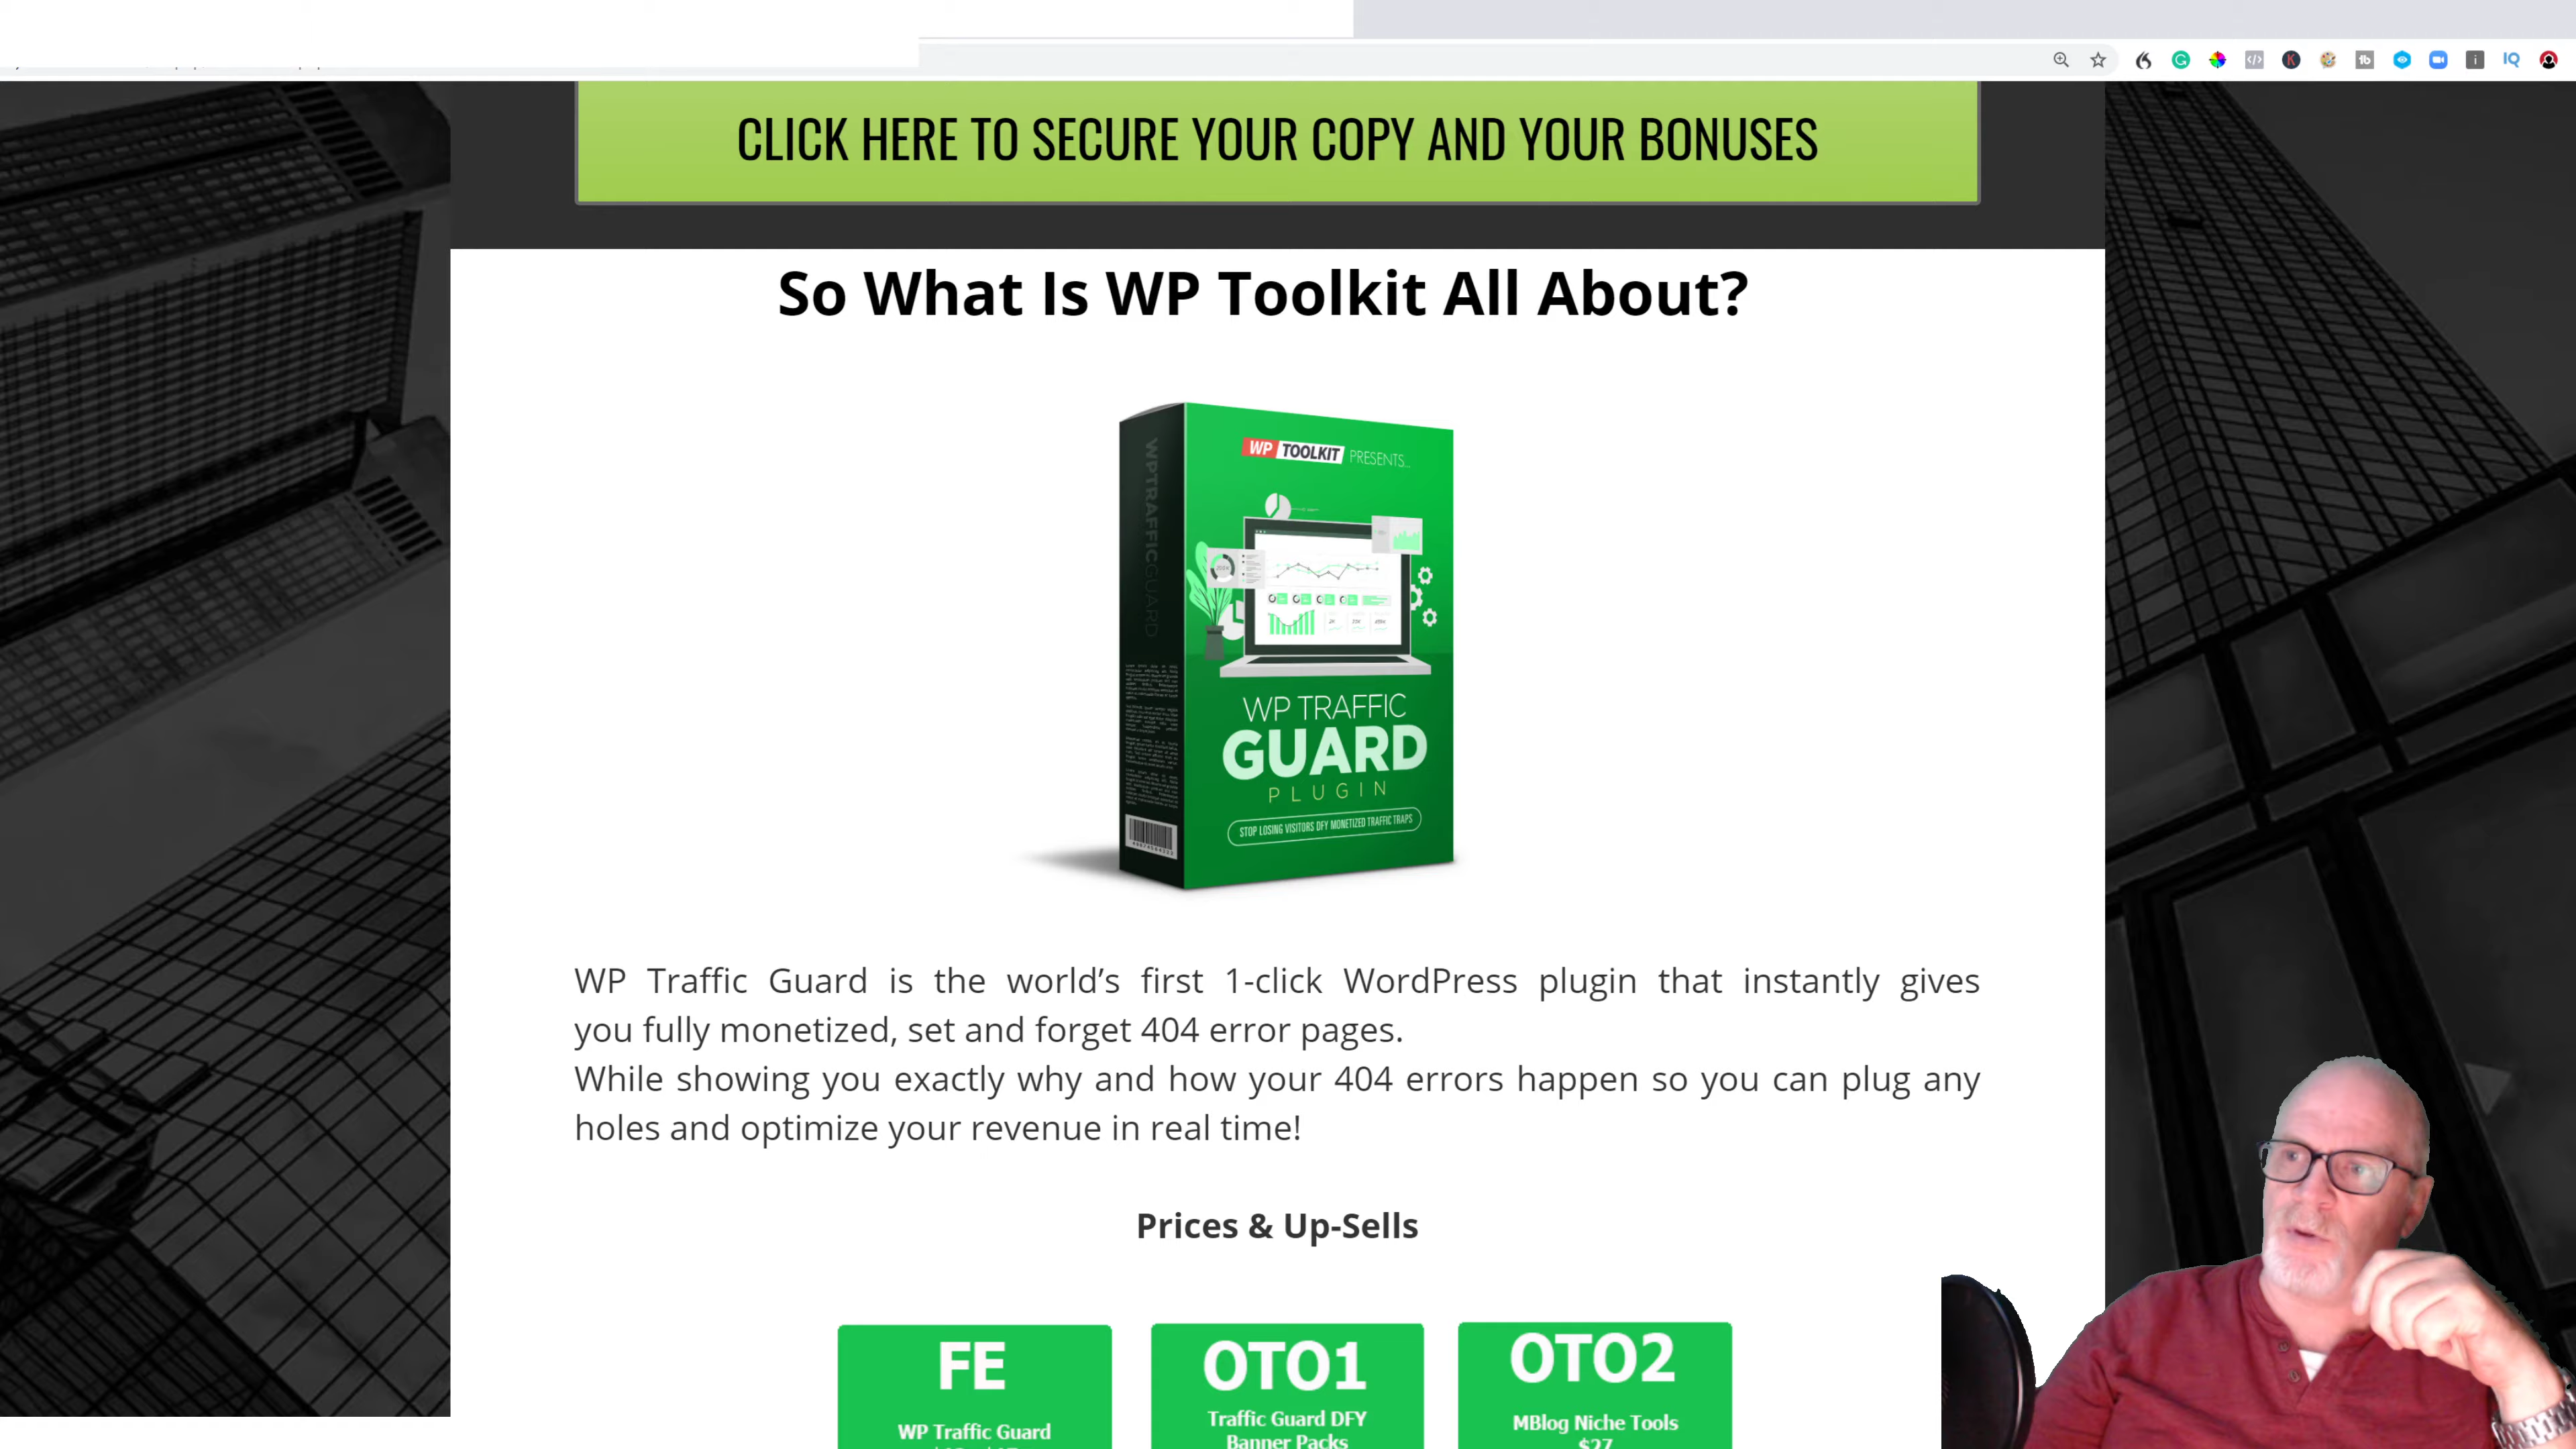 CLICK HERE TO SECURE YOUR COPY AND YOUR BONUSES
So What Is WP Toolkit All About?
WP TOOLKIT PRESENTS...
WPTRAFFICGUARD
WP TRAFFIC
GUARD
PLUGIN
STOP LOSING VISITORS DFY MONETIZED TRAFFIC TRAPS
WP Traffic Guard is the world's first 1-click WordPress plugin that instantly gives
you fully monetized, set and forget 404 error pages.
While showing you exactly why and how your 404 errors happen so you can plug any
holes and optimize your revenue in real time!
Prices & Up-Sells
FE
WP Traffic Guard
OTO1
Traffic Guard DFY
Banner Packs
OTO2
MBlog Niche Tools
$27